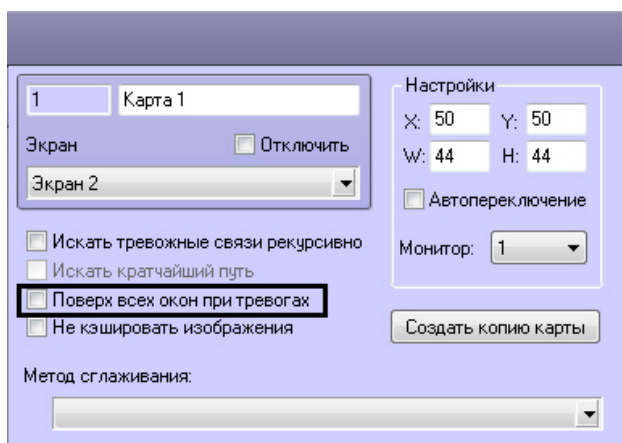 1 Карта 1
Экран Отключить
Экран 2
Искать тревожные связи рекурсивно
Искать кратчайший путь
Поверх всех окон при тревогах
Не кэшировать изображения
Метод сглаживания:
Настройки
X: 50 Y: 50
W: 44 H: 44
Автопереключение
Монитор: 1
Создать копию карты